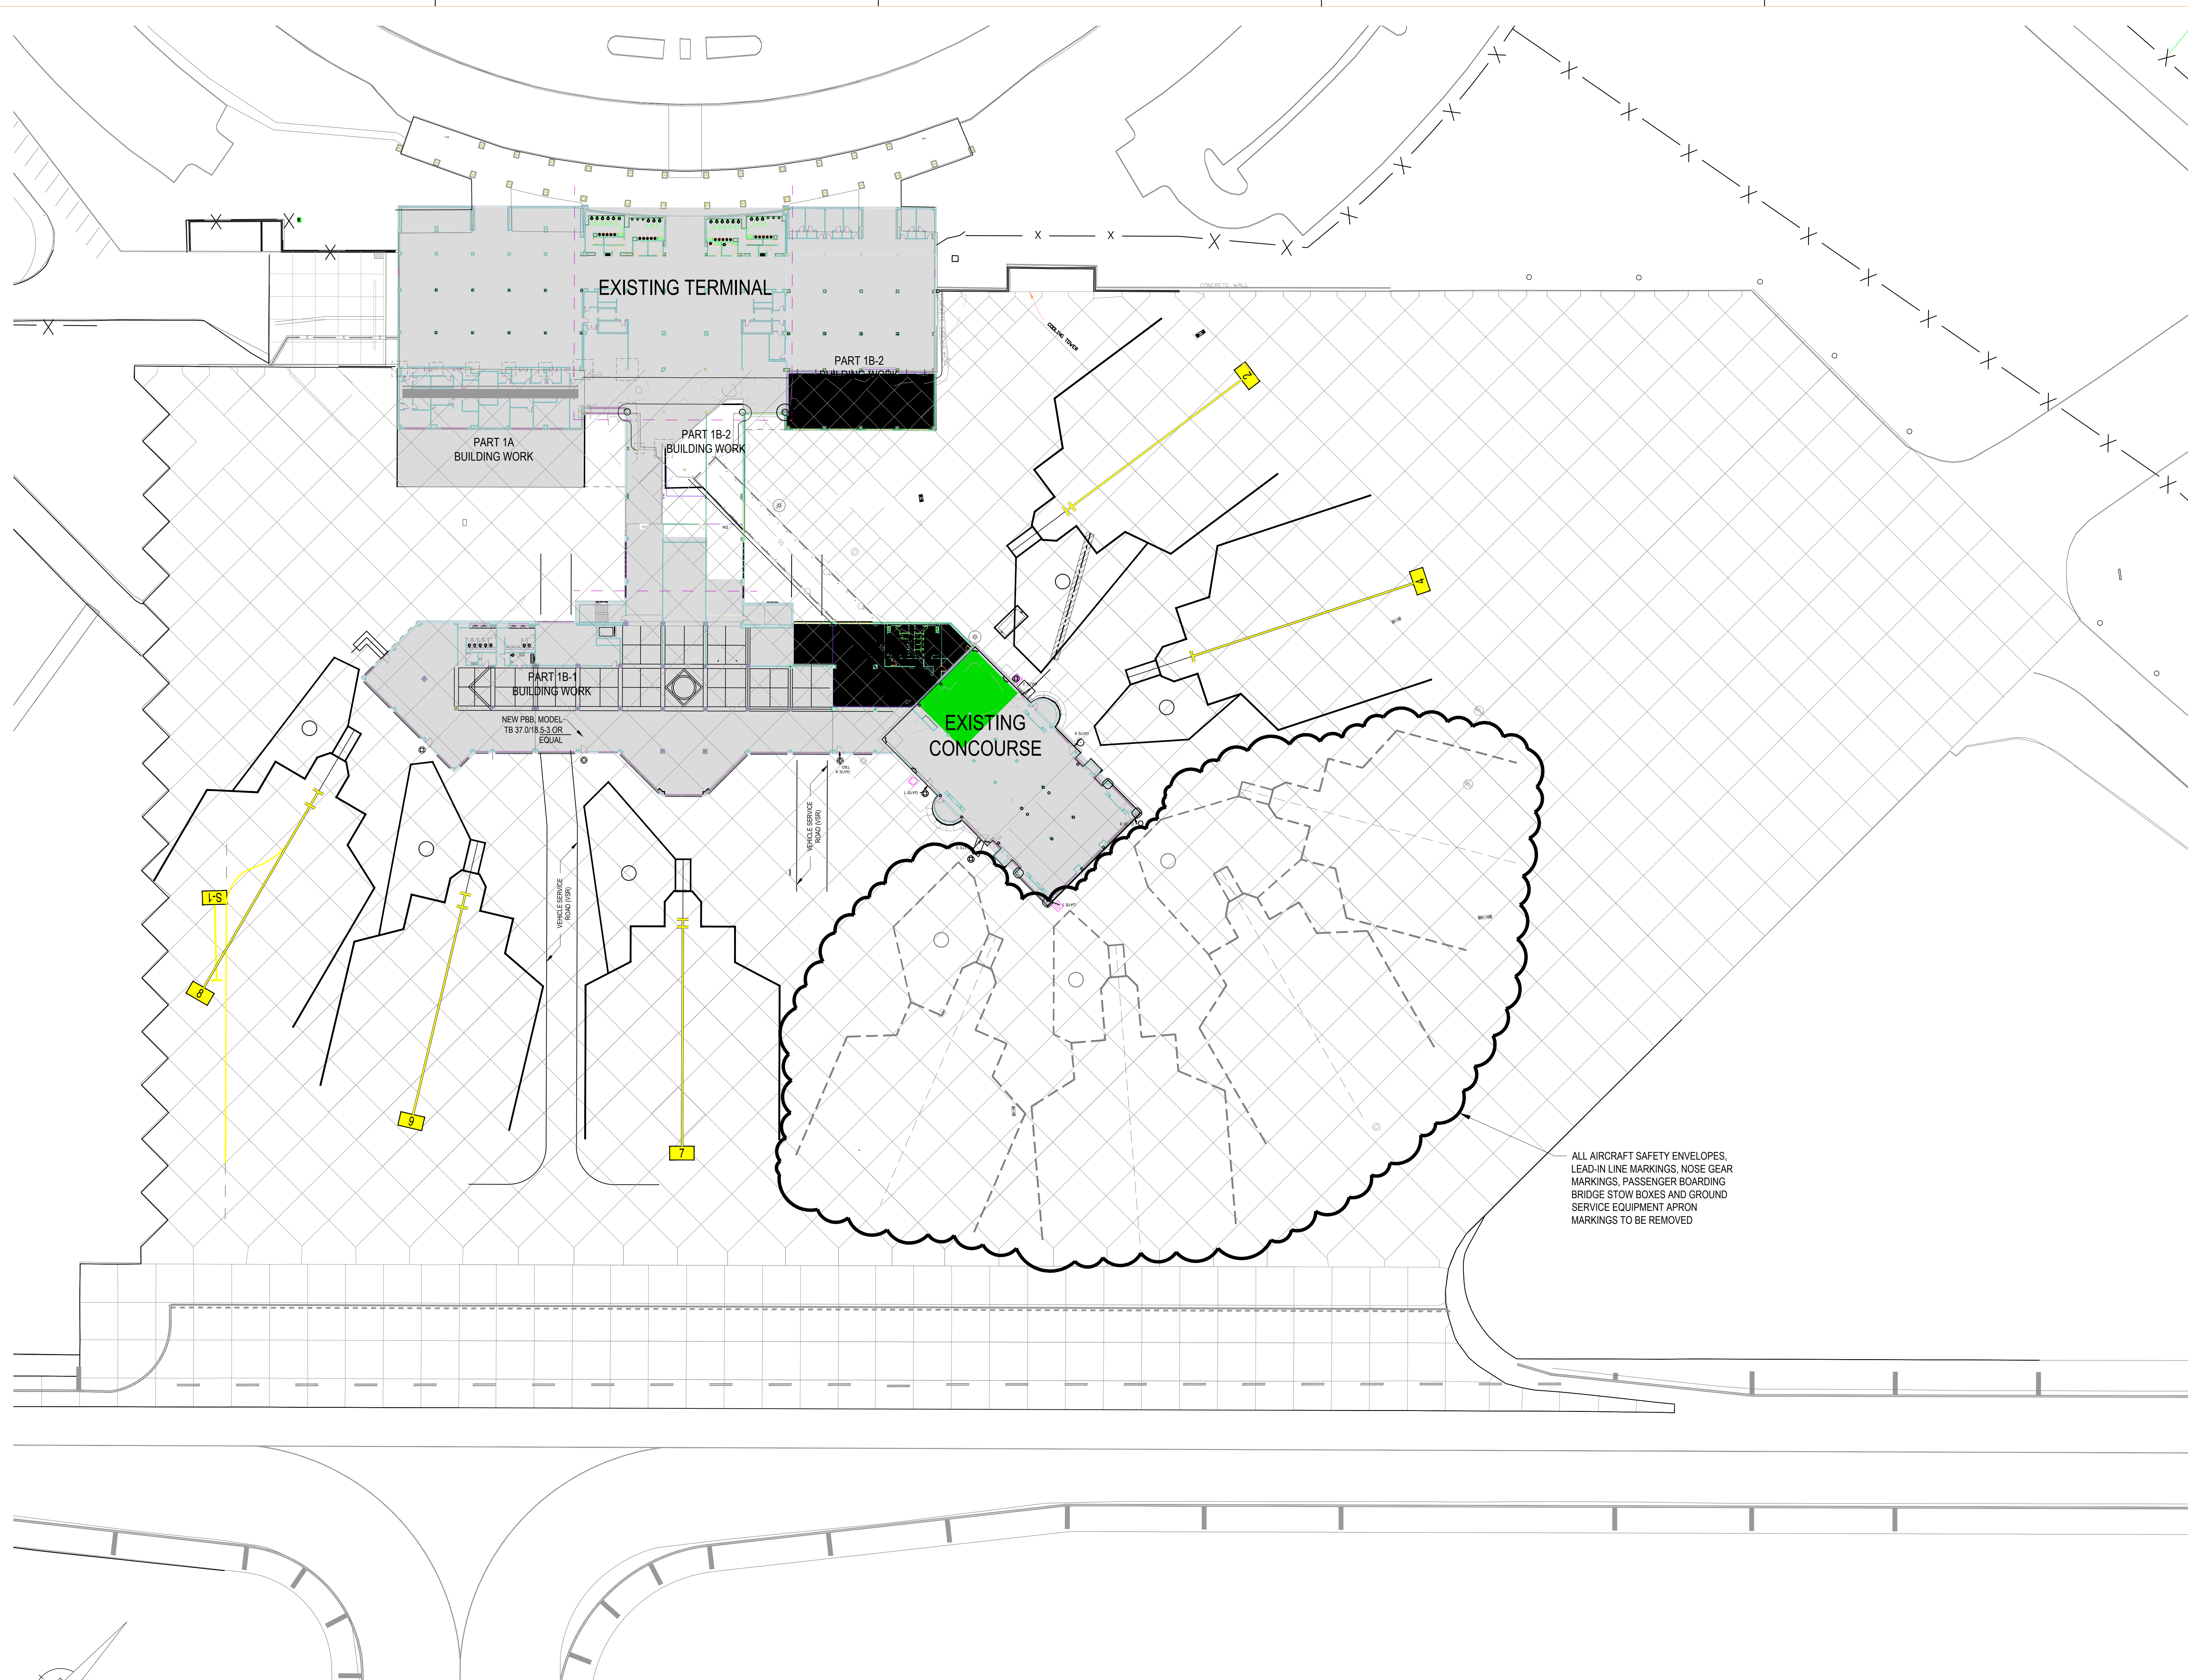 EXISTING TERMINAL
CONCRETE WALL
COOLING TOWER
PART 1B-2
PART 1A
BUILDING WORK
PART 1B-2
BUILDING WORK
2
4
DN
PART 1B-1
BUILDING WORK
NEW PBB, MODEL
TB 37.0/18.5-3 OR
EQUAL
EXISTING
CONCOURSE
VEHICLE SERVICE
ROAD (VSR)
VEHICLE SERVICE
ROAD (VSR)
S-1
8
6
7
ALL AIRCRAFT SAFETY ENVELOPES,
LEAD-IN LINE MARKINGS, NOSE GEAR
MARKINGS, PASSENGER BOARDING
BRIDGE STOW BOXES AND GROUND
SERVICE EQUIPMENT APRON
MARKINGS TO BE REMOVED